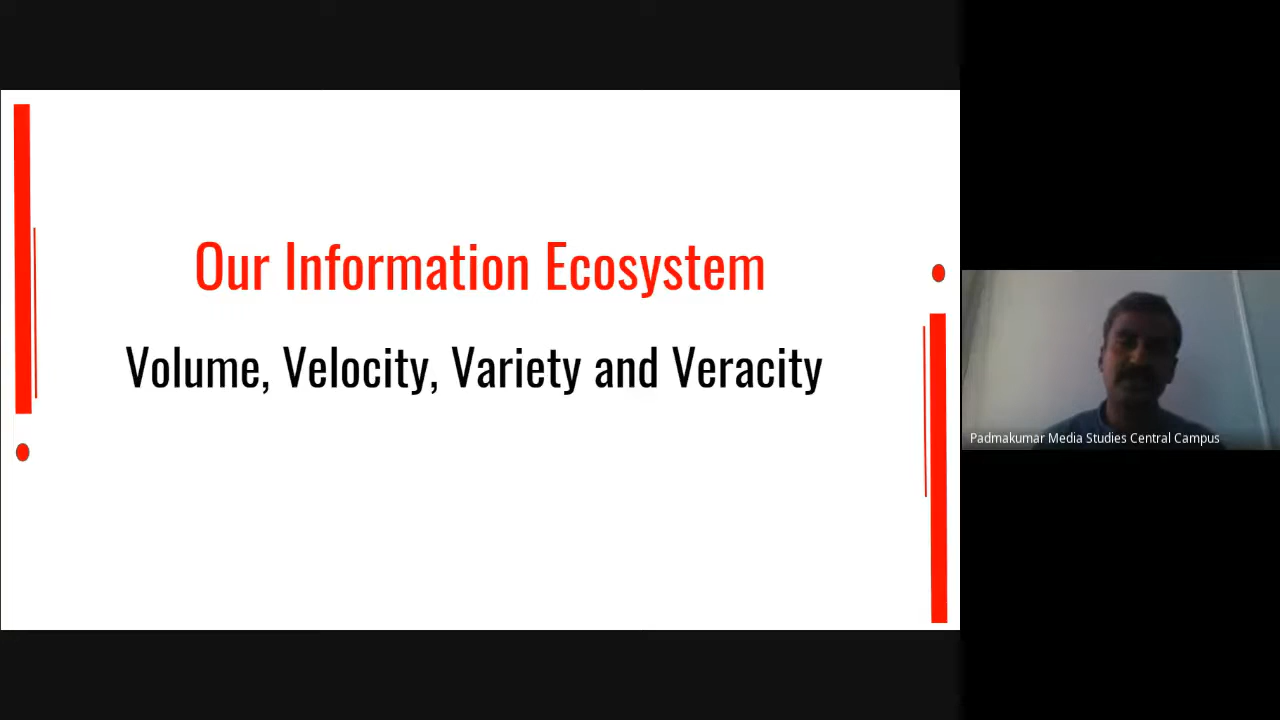 Our Information Ecosystem
Volume, Velocity, Variety and Veracity
Padmakumar Media Studies Central Campus